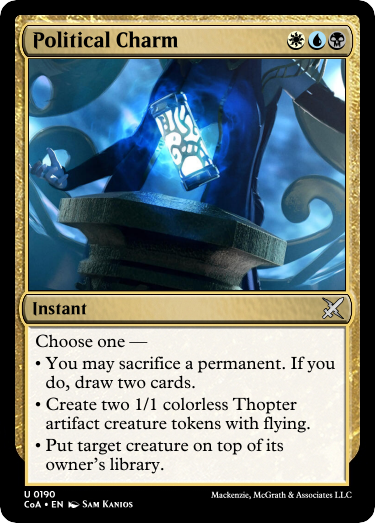 Political Charm
Instant
Choose one —
• You may sacrifice a permanent. If you
do, draw two cards.
• Create two 1/1 colorless Thopter
artifact creature tokens with flying.
• Put target creature on top of its
owner's library.
U 0190
CoA • EN Sam Kanios
Mackenzie, McGrath & Associates LLC